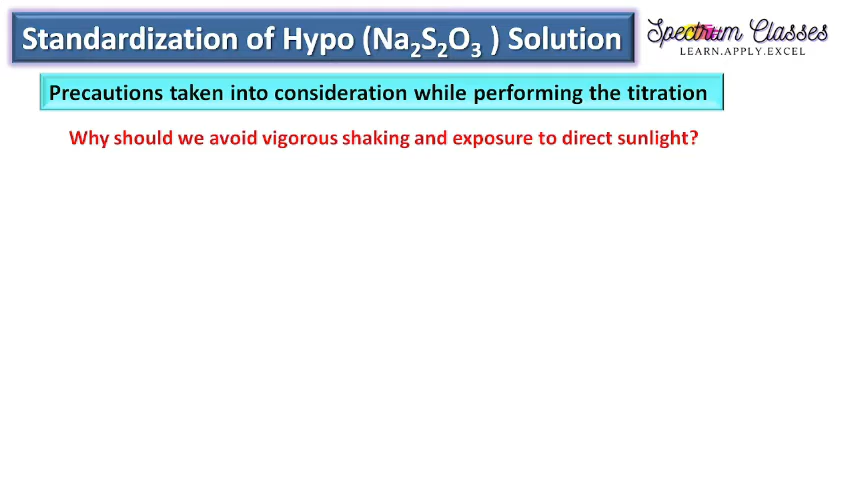 Standardization of Hypo (Na₂S₂O₃ ) Solution
Spectrum Classes
LEARN.APPLY.EXCEL
Precautions taken into consideration while performing the titration
Why should we avoid vigorous shaking and exposure to direct sunlight?